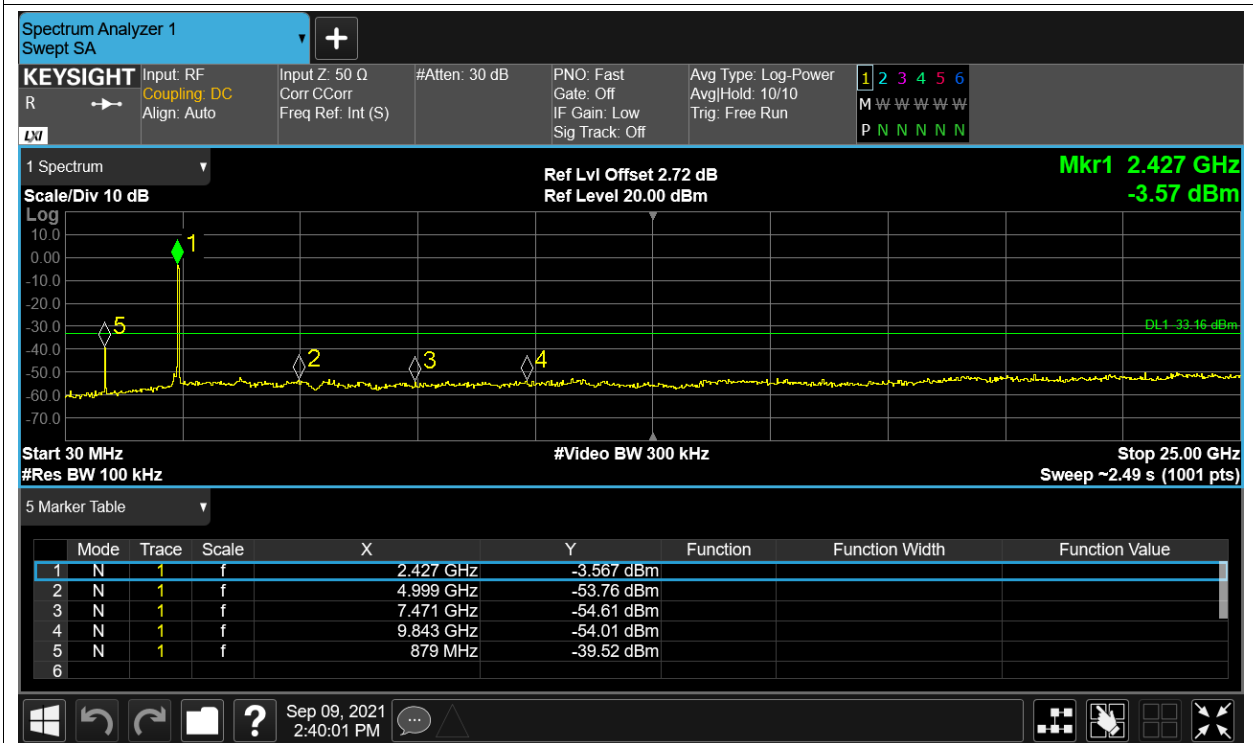 Spectrum Analyzer 1
Swept SA
+
KEYSIGHT
R
LXI
Input: RF
Coupling: DC
Align: Auto
Input Z: 50 Ω
Corr CCorr
Freq Ref: Int (S)
#Atten: 30 dB
PNO: Fast
Gate: Off
IF Gain: Low
Sig Track: Off
Avg Type: Log-Power
Avg|Hold: 10/10
Trig: Free Run
1 2 3 4 5 6
M W W W W W
P N N N N N
1 Spectrum
Scale/Div 10 dB
Ref Lvl Offset 2.72 dB
Ref Level 20.00 dBm
Mkr1 2.427 GHz
-3.57 dBm
Log
10.0
0.00
-10.0
-20.0
-30.0
-40.0
-50.0
-60.0
-70.0
1
5
2
3
4
DL1 -33.16 dBm
Start 30 MHz
#Res BW 100 kHz
#Video BW 300 kHz
Stop 25.00 GHz
Sweep ~2.49 s (1001 pts)
5 Marker Table
Mode Trace Scale X Y Function Function Width Function Value
1 N 1 f 2.427 GHz -3.567 dBm
2 N 1 f 4.999 GHz -53.76 dBm
3 N 1 f 7.471 GHz -54.61 dBm
4 N 1 f 9.843 GHz -54.01 dBm
5 N 1 f 879 MHz -39.52 dBm
6
?
Sep 09, 2021
2:40:01 PM